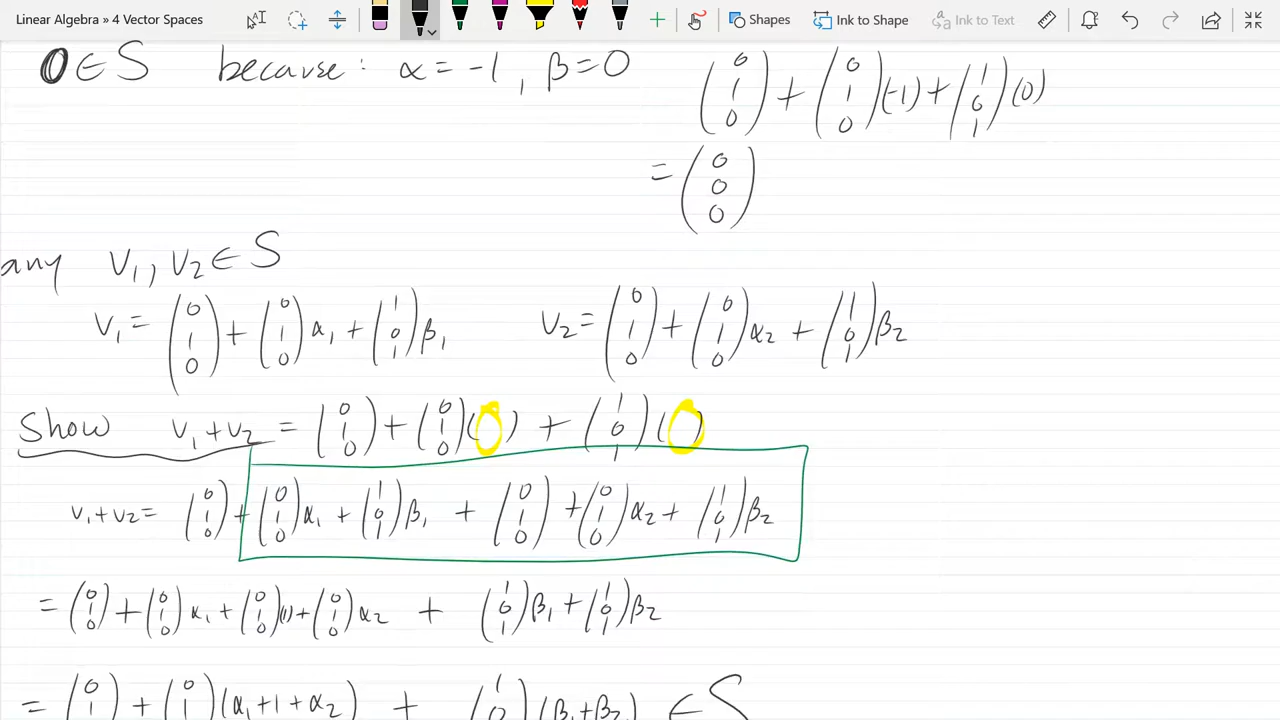 Linear Algebra » 4 Vector Spaces Shapes Ink to Shape Ink to Text
0 ∈ S because: α = -1, β = 0 (0 1 0) + (0 1 0)(-1) + (1 0 1)(0)
= (0 0 0)
any v₁, v₂ ∈ S
v₁ = (0 1 0) + (0 1 0)α₁ + (1 0 1)β₁ v₂ = (0 1 0) + (0 1 0)α₂ + (1 0 1)β₂
Show v₁+v₂ = (0 1 0) + (0 1 0)( ) + (1 0 1)( )
v₁+v₂ = (0 1 0) + (0 1 0)α₁ + (1 0 1)β₁ + (0 1 0) + (0 1 0)α₂ + (1 0 1)β₂
= (0 1 0) + (0 1 0)α₁ + (0 1 0)(1) + (0 1 0)α₂ + (1 0 1)β₁ + (1 0 1)β₂
= (0 1 + (0 1 (α₁+1+α₂) + (1 0 (β₁+β₂) ∈ S